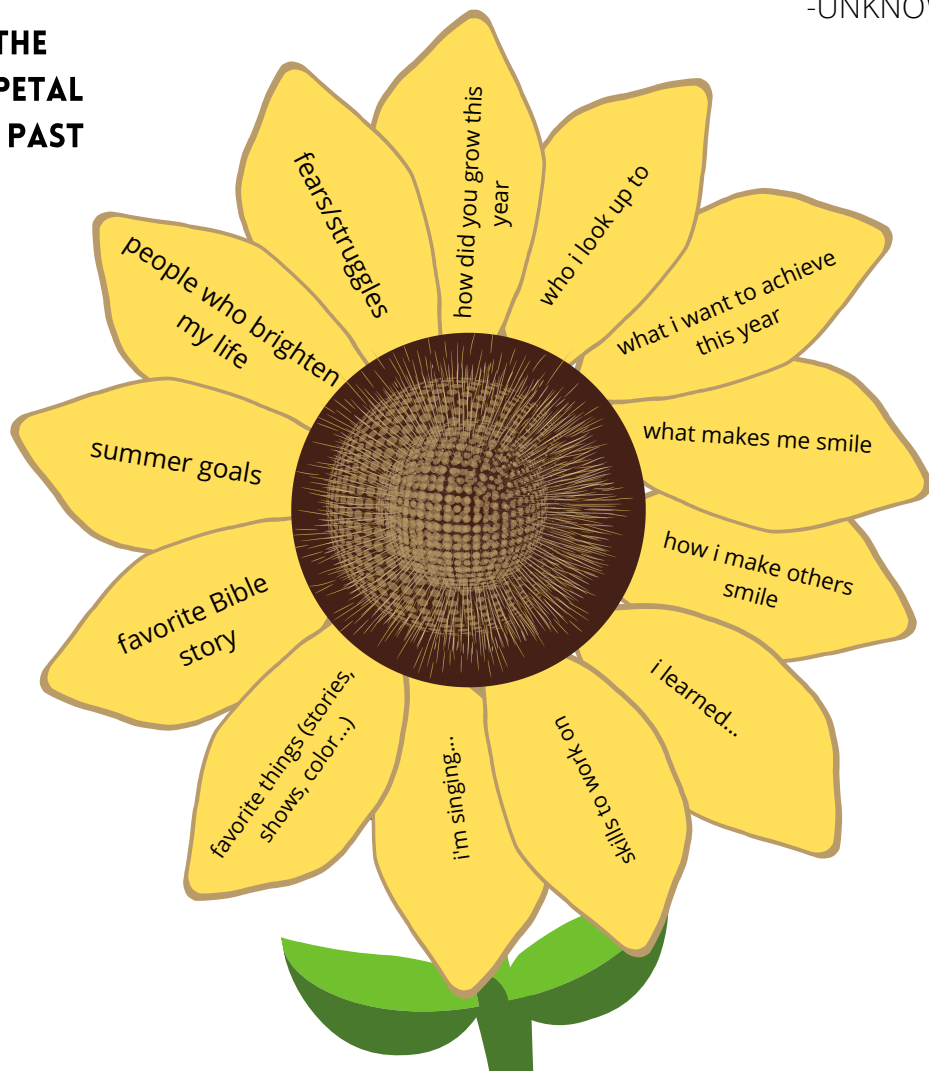 -UNKNOW
THE
PETAL
PAST
how did you grow this
year
who i look up to
what i want to achieve
this year
what makes me smile
how i make others
smile
i learned...
skills to work on
i'm singing...
favorite things (stories,
shows, color...)
favorite Bible
story
summer goals
people who brighten
my life
fears/struggles